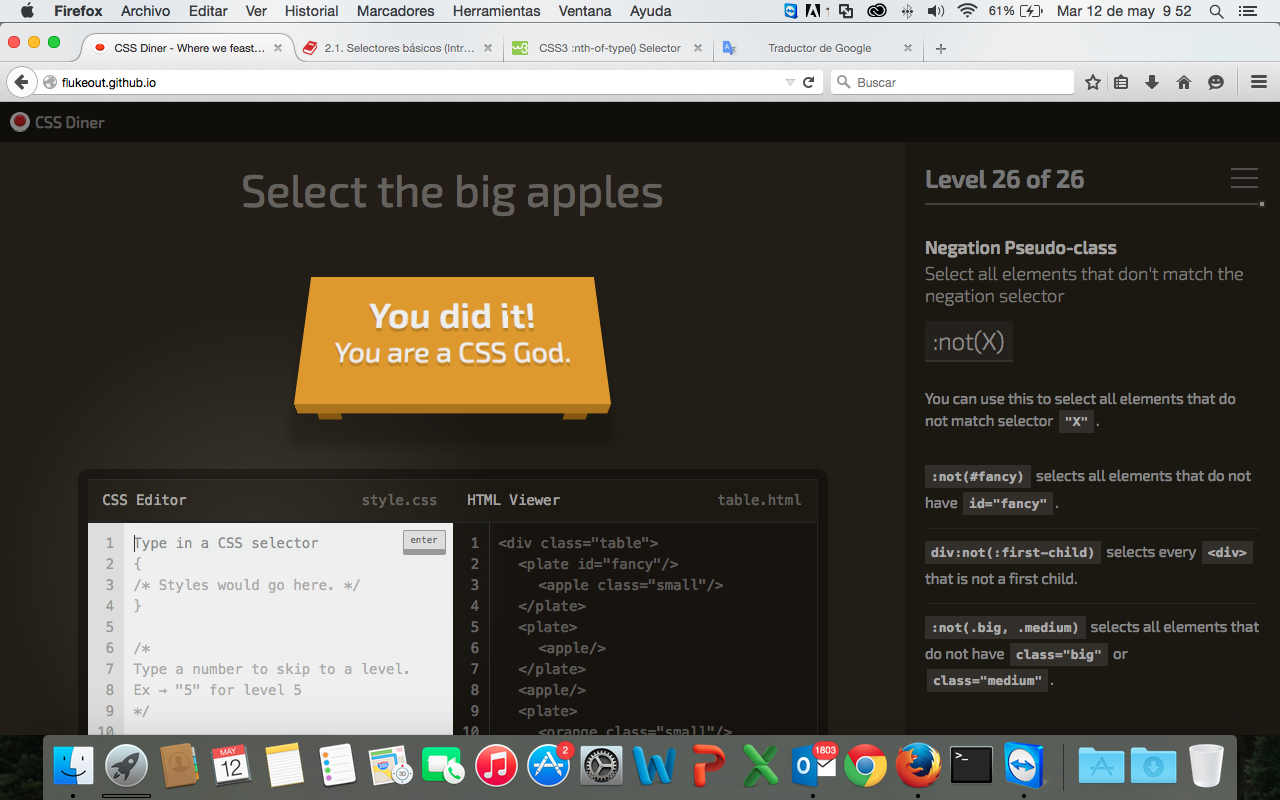 Firefox Archivo Editar Ver Historial Marcadores Herramientas Ventana Ayuda 1 61% Mar 12 de may 9 52
CSS Diner - Where we feast... 2.1. Selectores básicos (Intr... CSS3 :nth-of-type() Selector Traductor de Google
flukeout.github.io Buscar
CSS Diner
Select the big apples
You did it!
You are a CSS God.
CSS Editor style.css HTML Viewer table.html
enter
1 Type in a CSS selector
2 {
3 /* Styles would go here. */
4 }
5
6 /*
7 Type a number to skip to a level.
8 Ex → "5" for level 5
9 */
10
1 <div class="table">
2 <plate id="fancy"/>
3 <apple class="small"/>
4 </plate>
5 <plate>
6 <apple/>
7 </plate>
8 <apple/>
9 <plate>
10 <orange class="small"/>
Level 26 of 26
Negation Pseudo-class
Select all elements that don't match the
negation selector
:not(X)
You can use this to select all elements that do
not match selector "X" .
:not(#fancy) selects all elements that do not
have id="fancy" .
div:not(:first-child) selects every <div>
that is not a first child.
:not(.big, .medium) selects all elements that
do not have class="big" or
class="medium" .
MAY
12
3D
2
1803